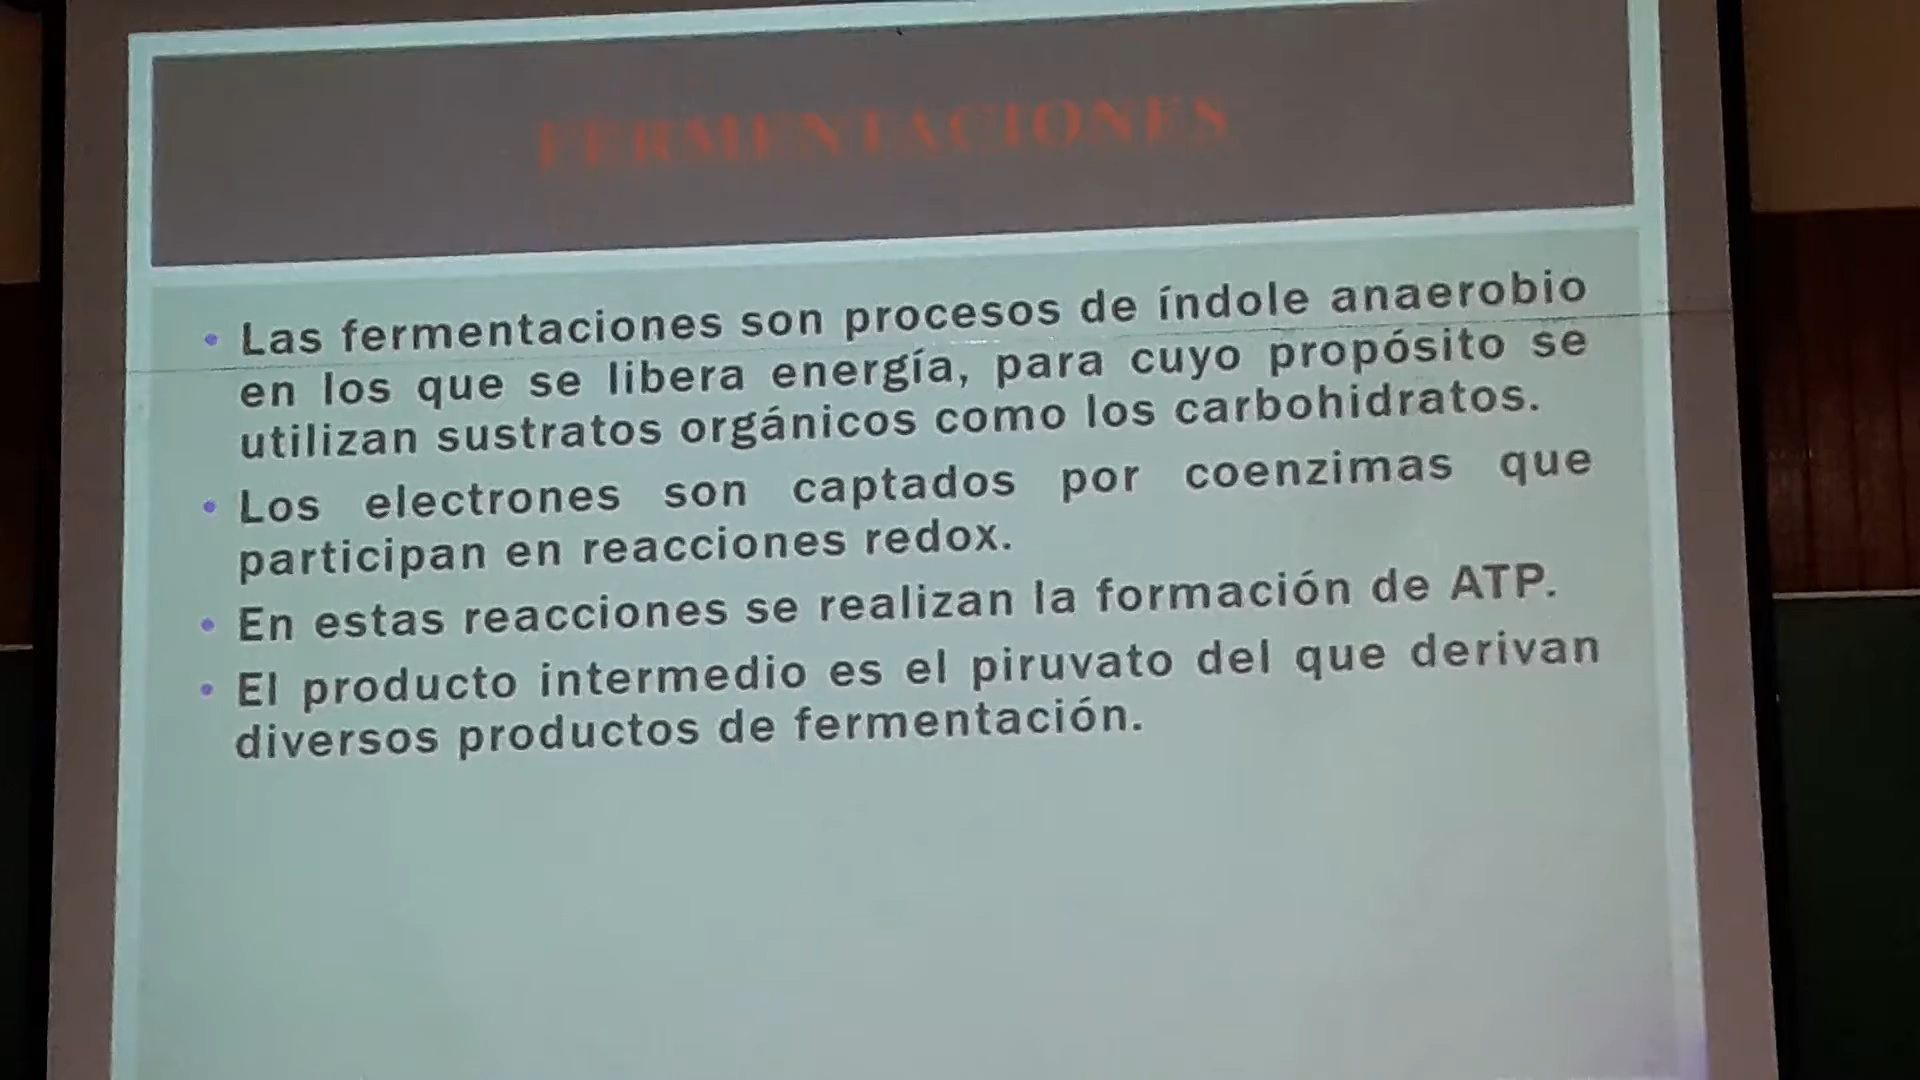 FERMENTACIONES
• Las fermentaciones son procesos de índole anaerobio
en los que se libera energía, para cuyo propósito se
utilizan sustratos orgánicos como los carbohidratos.
• Los electrones son captados por coenzimas que
participan en reacciones redox.
• En estas reacciones se realizan la formación de ATP.
• El producto intermedio es el piruvato del que derivan
diversos productos de fermentación.